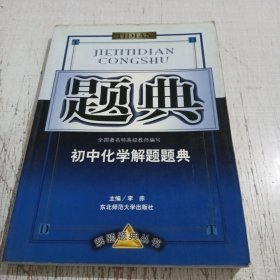 TIDIAN
JIETITIDIAN
CONGSHU
题典
全国著名特高级教师编写
初中化学解题题典
主编/李赤
东北师范大学出版社
D T
解题题典丛书